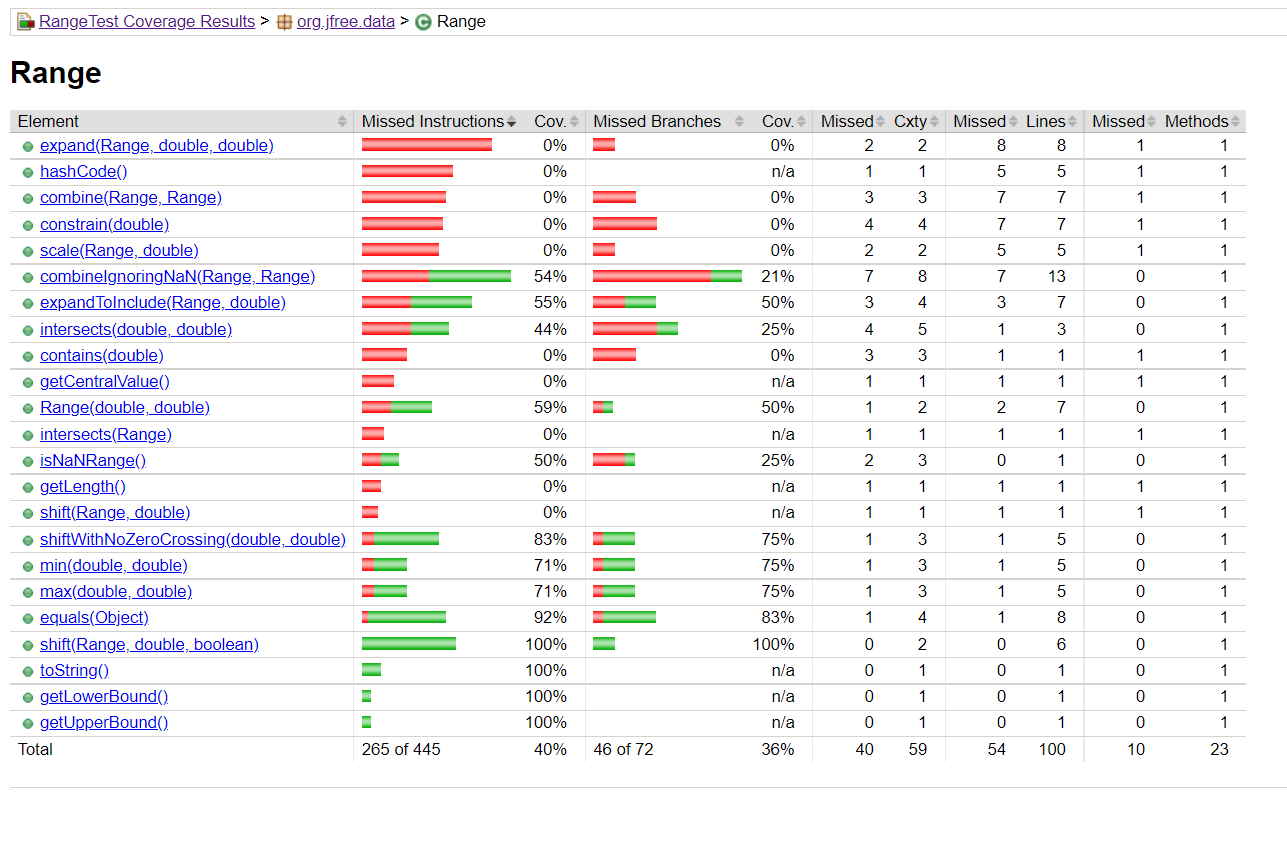 RangeTest Coverage Results > org.jfree.data > Range
Range
Element Missed Instructions Cov. Missed Branches Cov. Missed Cxty Missed Lines Missed Methods
expand(Range, double, double) 0% 0% 2 2 8 8 1 1
hashCode() 0% n/a 1 1 5 5 1 1
combine(Range, Range) 0% 0% 3 3 7 7 1 1
constrain(double) 0% 0% 4 4 7 7 1 1
scale(Range, double) 0% 0% 2 2 5 5 1 1
combineIgnoringNaN(Range, Range) 54% 21% 7 8 7 13 0 1
expandToInclude(Range, double) 55% 50% 3 4 3 7 0 1
intersects(double, double) 44% 25% 4 5 1 3 0 1
contains(double) 0% 0% 3 3 1 1 1 1
getCentralValue() 0% n/a 1 1 1 1 1 1
Range(double, double) 59% 50% 1 2 2 7 0 1
intersects(Range) 0% n/a 1 1 1 1 1 1
isNaNRange() 50% 25% 2 3 0 1 0 1
getLength() 0% n/a 1 1 1 1 1 1
shift(Range, double) 0% n/a 1 1 1 1 1 1
shiftWithNoZeroCrossing(double, double) 83% 75% 1 3 1 5 0 1
min(double, double) 71% 75% 1 3 1 5 0 1
max(double, double) 71% 75% 1 3 1 5 0 1
equals(Object) 92% 83% 1 4 1 8 0 1
shift(Range, double, boolean) 100% 100% 0 2 0 6 0 1
toString() 100% n/a 0 1 0 1 0 1
getLowerBound() 100% n/a 0 1 0 1 0 1
getUpperBound() 100% n/a 0 1 0 1 0 1
Total 265 of 445 40% 46 of 72 36% 40 59 54 100 10 23